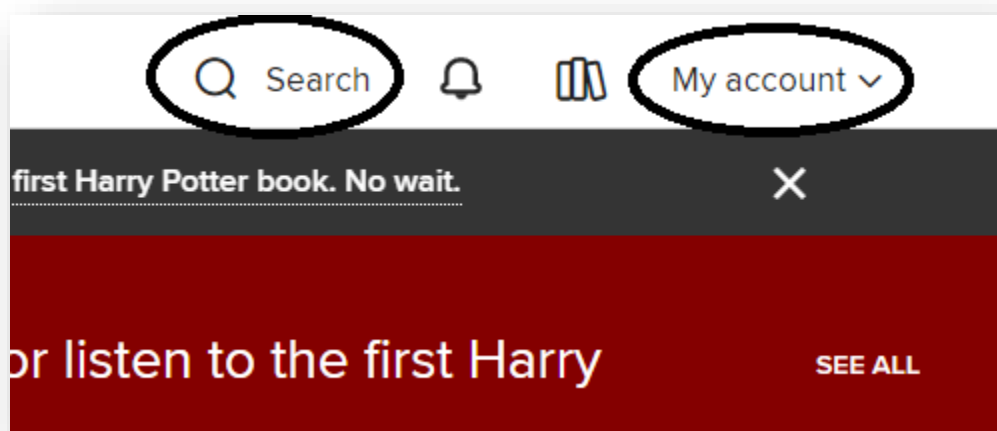 Search My account
first Harry Potter book. No wait.
or listen to the first Harry SEE ALL